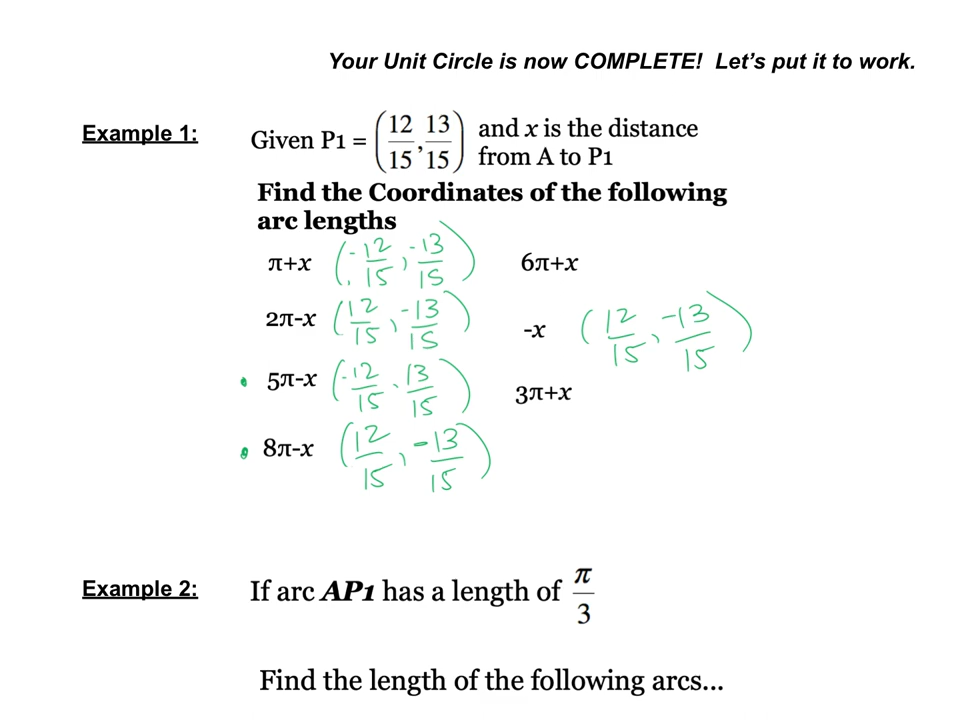 Your Unit Circle is now COMPLETE! Let's put it to work.
Example 1:
Given P1 = (12/15, 13/15) and x is the distance
from A to P1
Find the Coordinates of the following
arc lengths
π+x (-12/15, -13/15)
6π+x
2π-x (12/15, -13/15)
-x (12/15, -13/15)
5π-x (-12/15, 13/15)
3π+x
8π-x (12/15, -13/15)
Example 2:
If arc AP1 has a length of π/3
Find the length of the following arcs...